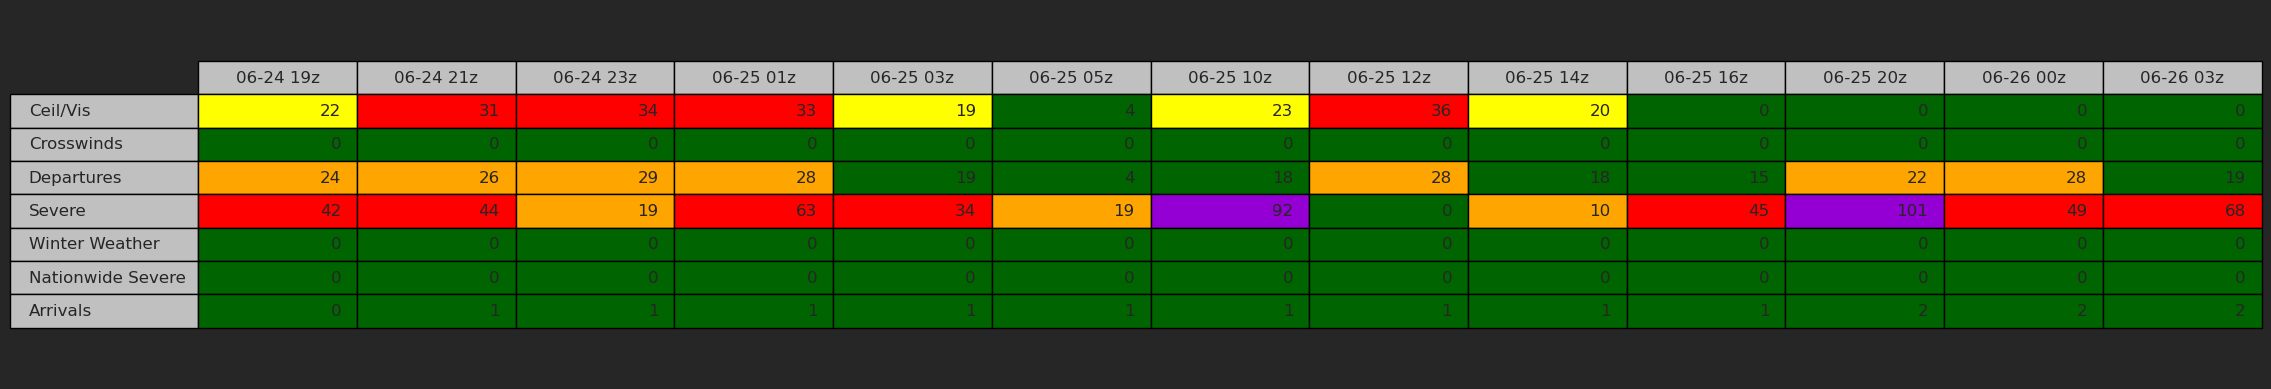 06-24 19z 06-24 21z 06-24 23z 06-25 01z 06-25 03z 06-25 05z 06-25 10z 06-25 12z 06-25 14z 06-25 16z 06-25 20z 06-26 00z 06-26 03z
Ceil/Vis 22 31 34 33 19 4 23 36 20 0 0 0 0
Crosswinds 0 0 0 0 0 0 0 0 0 0 0 0 0
Departures 24 26 29 28 19 4 18 28 18 15 22 28 19
Severe 42 44 19 63 34 19 92 0 10 45 101 49 68
Winter Weather 0 0 0 0 0 0 0 0 0 0 0 0 0
Nationwide Severe 0 0 0 0 0 0 0 0 0 0 0 0 0
Arrivals 0 1 1 1 1 1 1 1 1 1 2 2 2